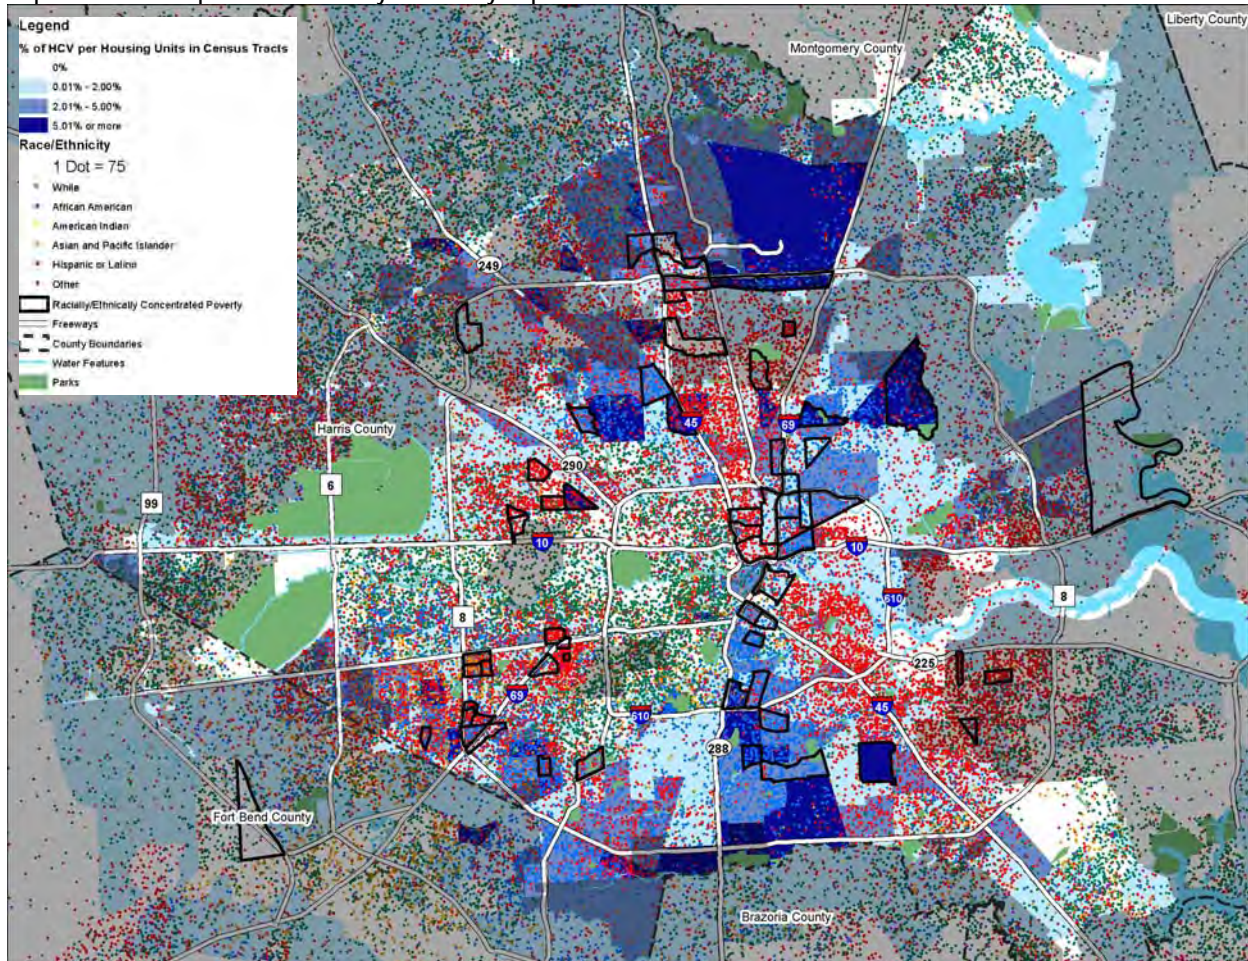 Legend
% of HCV per Housing Units in Census Tracts
0%
0.01% - 2.00%
2.01% - 5.00%
5.01% or more
Race/Ethnicity
1 Dot = 75
White
African American
American Indian
Asian and Pacific Islander
Hispanic or Latino
Other
Racially/Ethnically Concentrated Poverty
Freeways
County Boundaries
Water Features
Parks
Liberty County
Montgomery County
249
Harris County
45
69
290
6
99
10
10
610
8
8
225
69
610
45
288
Fort Bend County
Brazoria County